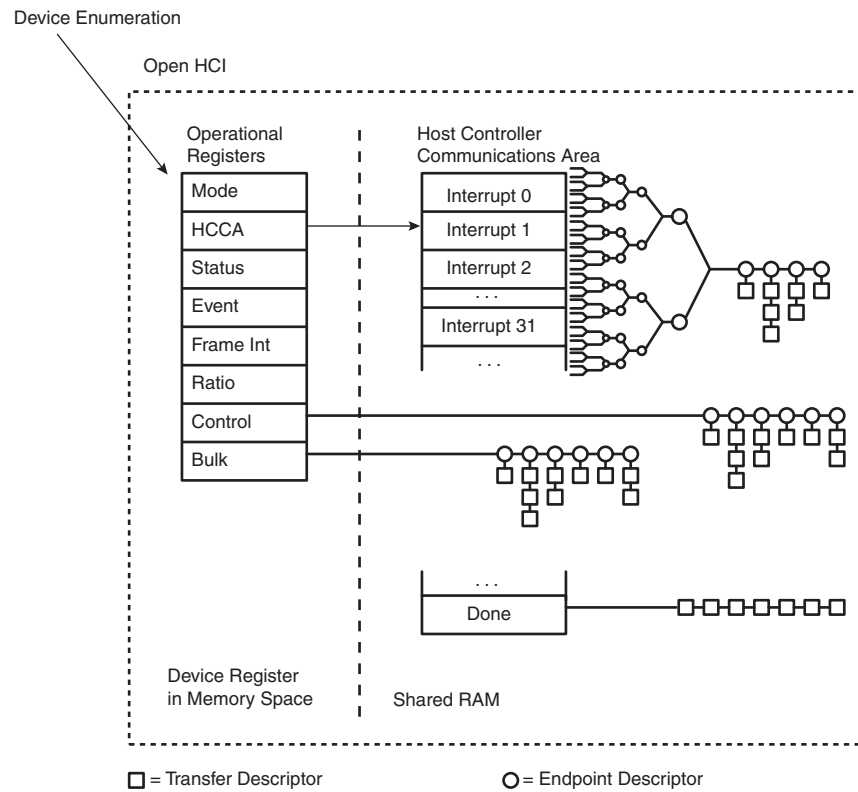 Device Enumeration
Open HCI
Operational
Registers
Mode
HCCA
Status
Event
Frame Int
Ratio
Control
Bulk
Host Controller
Communications Area
Interrupt 0
Interrupt 1
Interrupt 2
. . .
Interrupt 31
. . .
. . .
Done
Device Register
in Memory Space
Shared RAM
= Transfer Descriptor
= Endpoint Descriptor